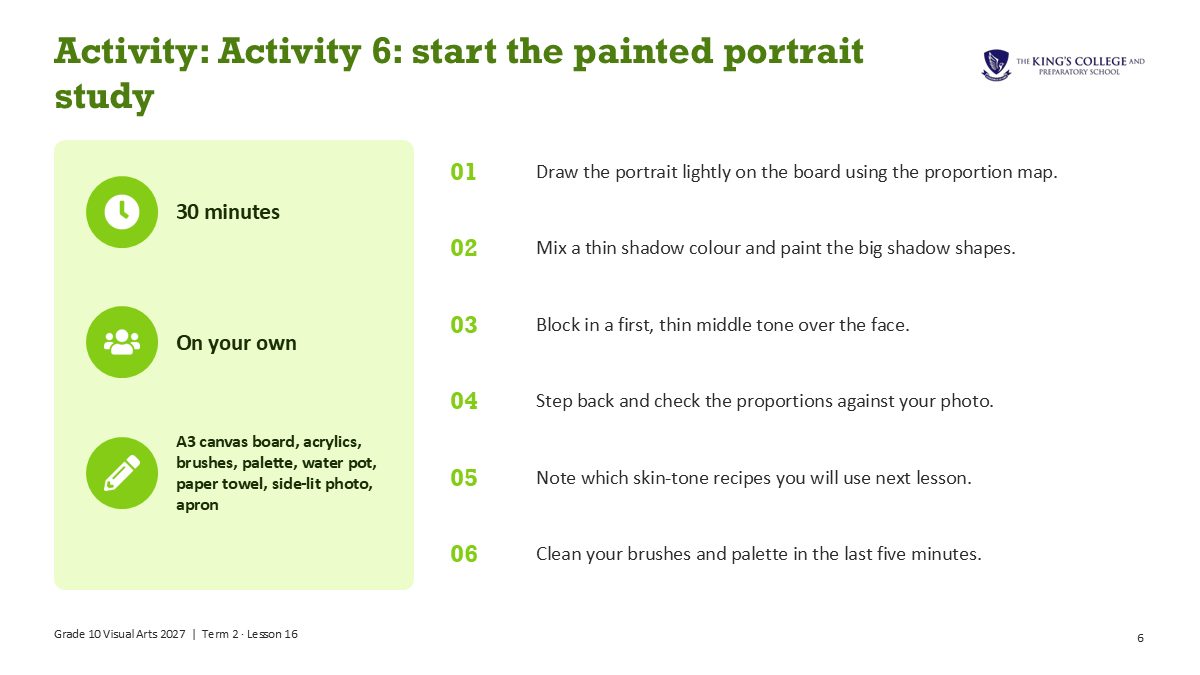 Activity: Activity 6: start the painted portrait
study
THE KING'S COLLEGE AND
PREPARATORY SCHOOL
30 minutes
On your own
A3 canvas board, acrylics,
brushes, palette, water pot,
paper towel, side-lit photo,
apron
01 Draw the portrait lightly on the board using the proportion map.
02 Mix a thin shadow colour and paint the big shadow shapes.
03 Block in a first, thin middle tone over the face.
04 Step back and check the proportions against your photo.
05 Note which skin-tone recipes you will use next lesson.
06 Clean your brushes and palette in the last five minutes.
Grade 10 Visual Arts 2027 | Term 2 · Lesson 16
6